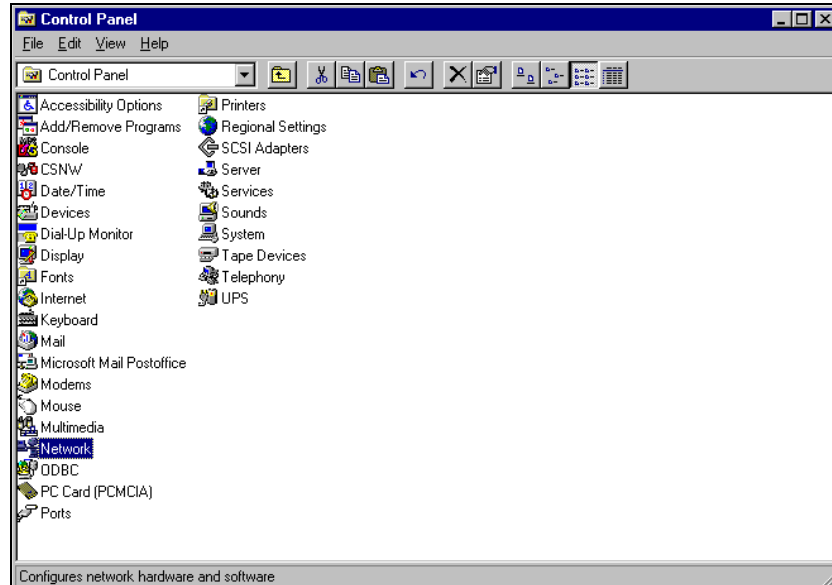 Control Panel
File Edit View Help
Control Panel
Accessibility Options
Add/Remove Programs
Console
CSNW
Date/Time
Devices
Dial-Up Monitor
Display
Fonts
Internet
Keyboard
Mail
Microsoft Mail Postoffice
Modems
Mouse
Multimedia
Network
ODBC
PC Card (PCMCIA)
Ports
Printers
Regional Settings
SCSI Adapters
Server
Services
Sounds
System
Tape Devices
Telephony
UPS
Configures network hardware and software